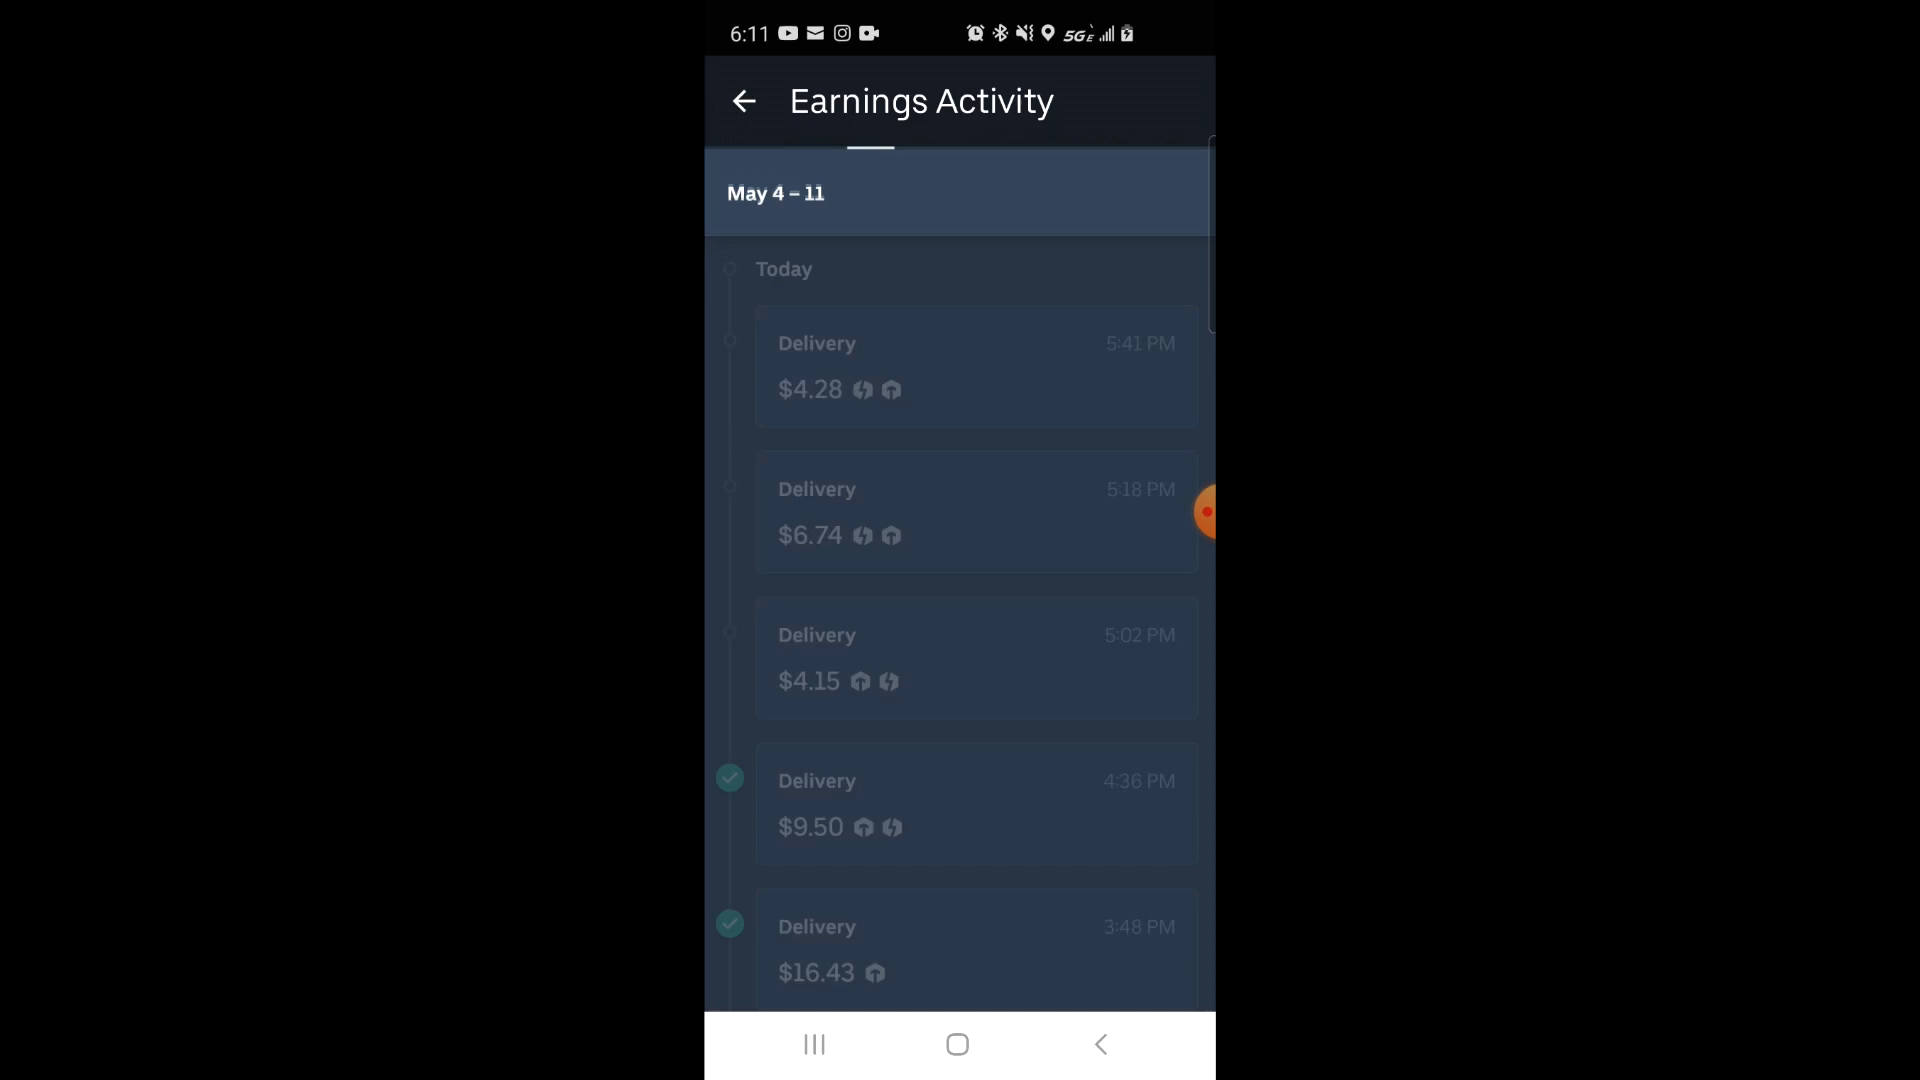 6:11 5GE
Earnings Activity
May 4 – 11
Today
Delivery 5:41 PM
$4.28
Delivery 5:18 PM
$6.74
Delivery 5:02 PM
$4.15
Delivery 4:36 PM
$9.50
Delivery 3:48 PM
$16.43